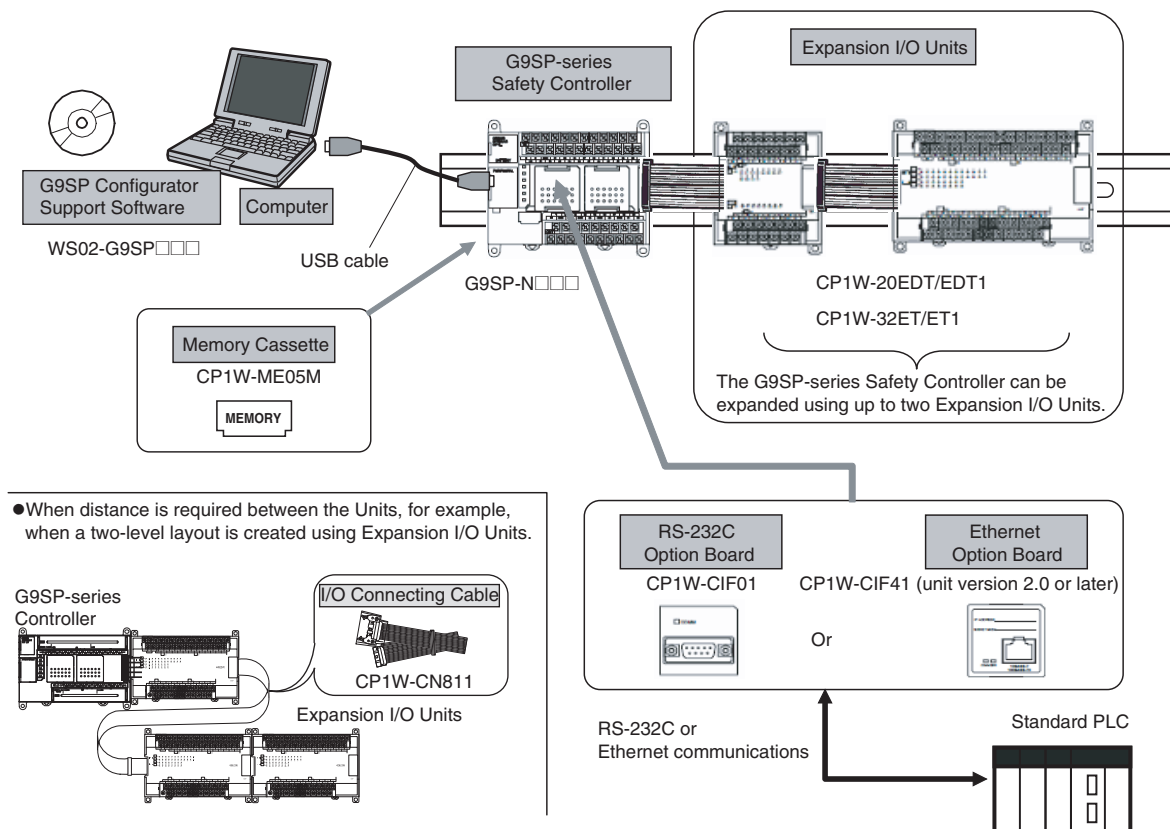 G9SP-series
Safety Controller
Expansion I/O Units
G9SP Configurator
Support Software
Computer
WS02-G9SP□□□
USB cable
G9SP-N□□□
CP1W-20EDT/EDT1
CP1W-32ET/ET1
The G9SP-series Safety Controller can be
expanded using up to two Expansion I/O Units.
Memory Cassette
CP1W-ME05M
MEMORY
●When distance is required between the Units, for example,
when a two-level layout is created using Expansion I/O Units.
G9SP-series
Controller
I/O Connecting Cable
CP1W-CN811
Expansion I/O Units
RS-232C
Option Board
CP1W-CIF01
Or
Ethernet
Option Board
CP1W-CIF41 (unit version 2.0 or later)
RS-232C or
Ethernet communications
Standard PLC